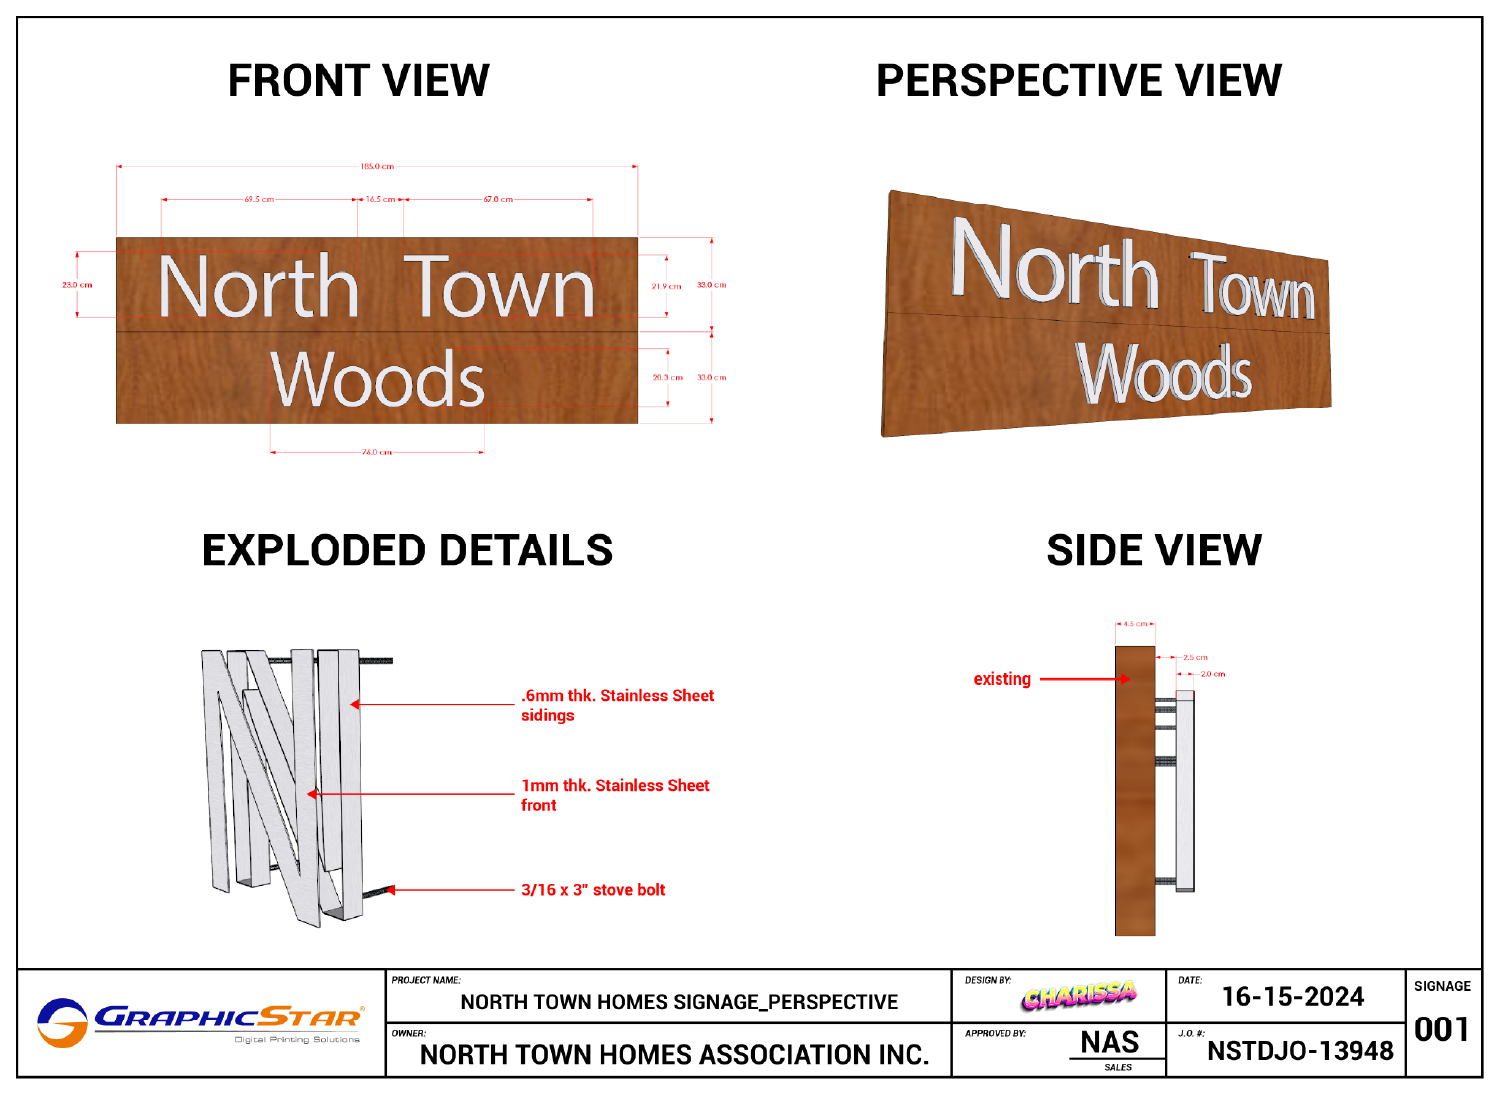 FRONT VIEW
PERSPECTIVE VIEW
185.0 cm
69.5 cm
16.5 cm
67.0 cm
North Town
Woods
23.0 cm
21.9 cm
33.0 cm
20.3 cm
33.0 cm
76.0 cm
North Town
Woods
EXPLODED DETAILS
SIDE VIEW
.6mm thk. Stainless Sheet
sidings
1mm thk. Stainless Sheet
front
3/16 x 3" stove bolt
4.5 cm
2.5 cm
2.0 cm
existing
GRAPHICSTAR®
Digital Printing Solutions
PROJECT NAME:
NORTH TOWN HOMES SIGNAGE_PERSPECTIVE
OWNER:
NORTH TOWN HOMES ASSOCIATION INC.
DESIGN BY:
CHARISSA
APPROVED BY:
NAS
SALES
DATE:
16-15-2024
J.O. #:
NSTDJO-13948
SIGNAGE
001